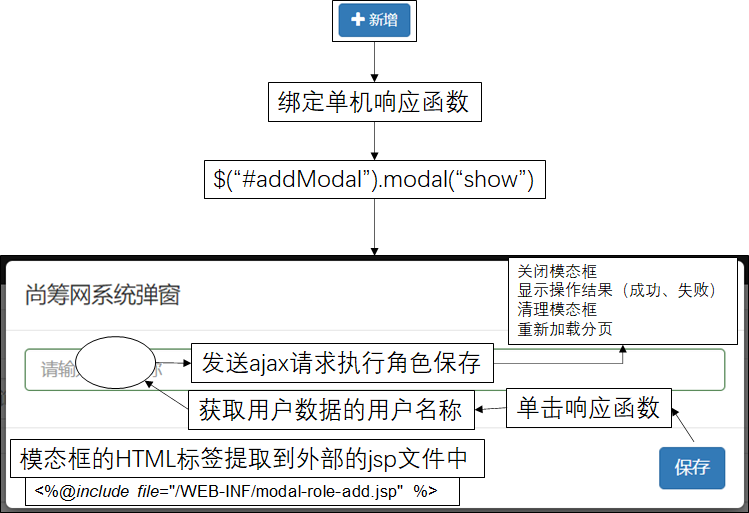 新增
绑定单机响应函数
$(“#addModal”).modal(“show”)
尚筹网系统弹窗
关闭模态框
显示操作结果（成功、失败）
清理模态框
重新加载分页
请输
称
发送ajax请求执行角色保存
获取用户数据的用户名称
单击响应函数
模态框的HTML标签提取到外部的jsp文件中
保存
<%@include file="/WEB-INF/modal-role-add.jsp" %>